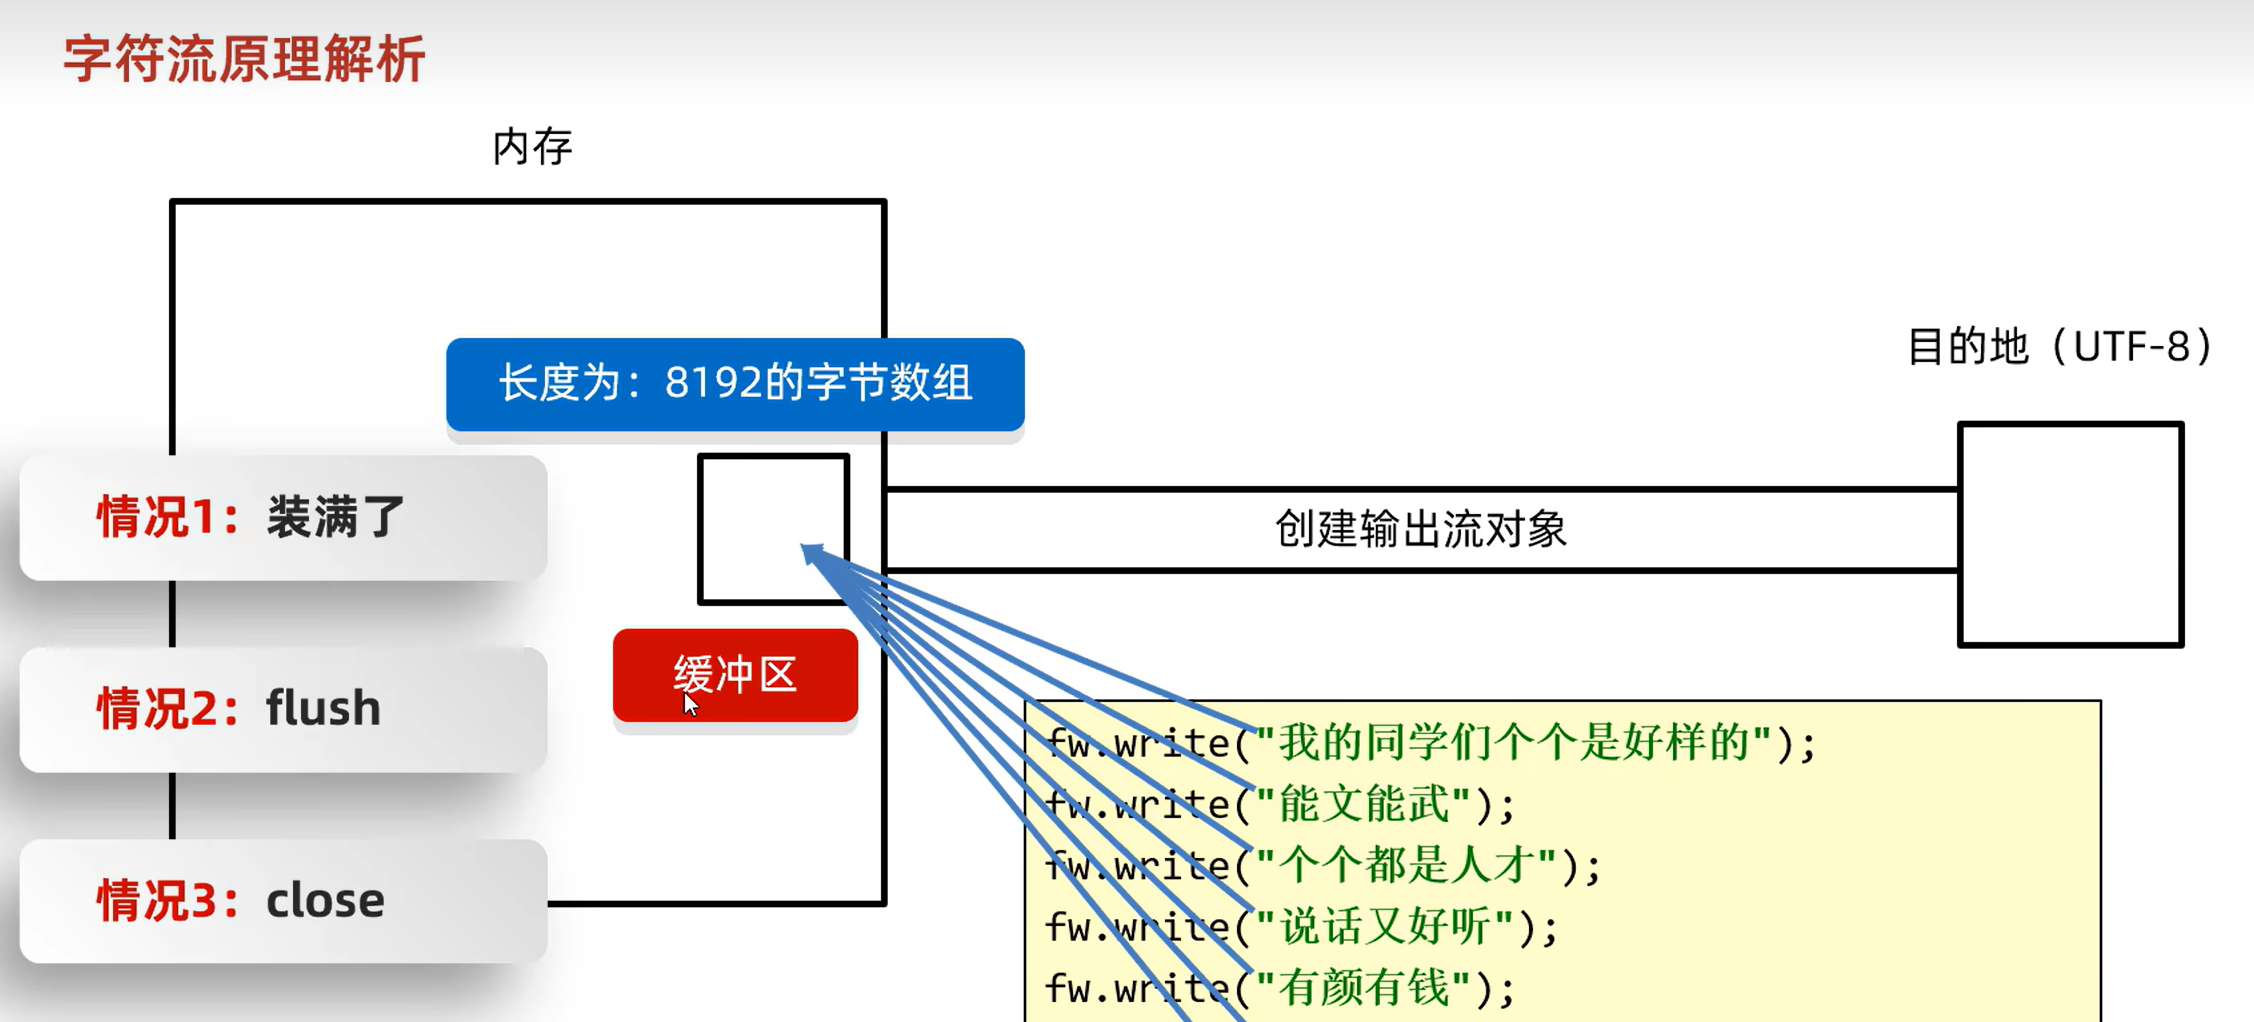 字符流原理解析
内存
长度为：8192的字节数组
目的地（UTF-8）
情况1：装满了
创建输出流对象
情况2：flush
缓冲区
情况3：close
fw.write("我的同学们个个是好样的");
fw.write("能文能武");
fw.write("个个都是人才");
fw.write("说话又好听");
fw.write("有颜有钱");